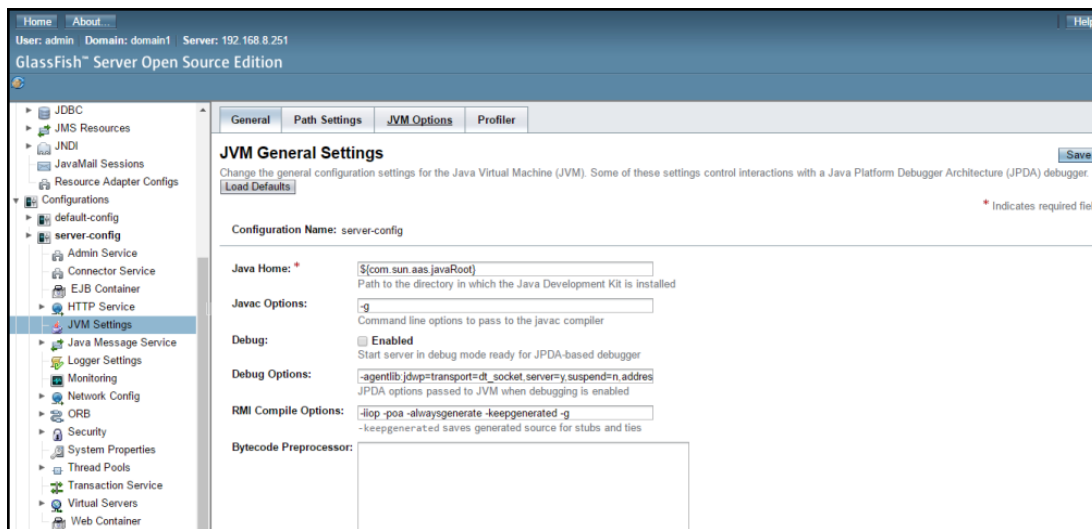 Home About...
Help
User: admin Domain: domain1 Server: 192.168.8.251
GlassFish™ Server Open Source Edition
JDBC
JMS Resources
JNDI
JavaMail Sessions
Resource Adapter Configs
Configurations
default-config
server-config
Admin Service
Connector Service
EJB Container
HTTP Service
JVM Settings
Java Message Service
Logger Settings
Monitoring
Network Config
ORB
Security
System Properties
Thread Pools
Transaction Service
Virtual Servers
Web Container
General Path Settings JVM Options Profiler
JVM General Settings
Save
Change the general configuration settings for the Java Virtual Machine (JVM). Some of these settings control interactions with a Java Platform Debugger Architecture (JPDA) debugger.
Load Defaults
* Indicates required fiel
Configuration Name: server-config
Java Home: * ${com.sun.aas.javaRoot}
Path to the directory in which the Java Development Kit is installed
Javac Options: -g
Command line options to pass to the javac compiler
Debug: Enabled
Start server in debug mode ready for JPDA-based debugger
Debug Options: -agentlib:jdwp=transport=dt_socket,server=y,suspend=n,addres
JPDA options passed to JVM when debugging is enabled
RMI Compile Options: -iiop -poa -alwaysgenerate -keepgenerated -g
-keepgenerated saves generated source for stubs and ties
Bytecode Preprocessor: